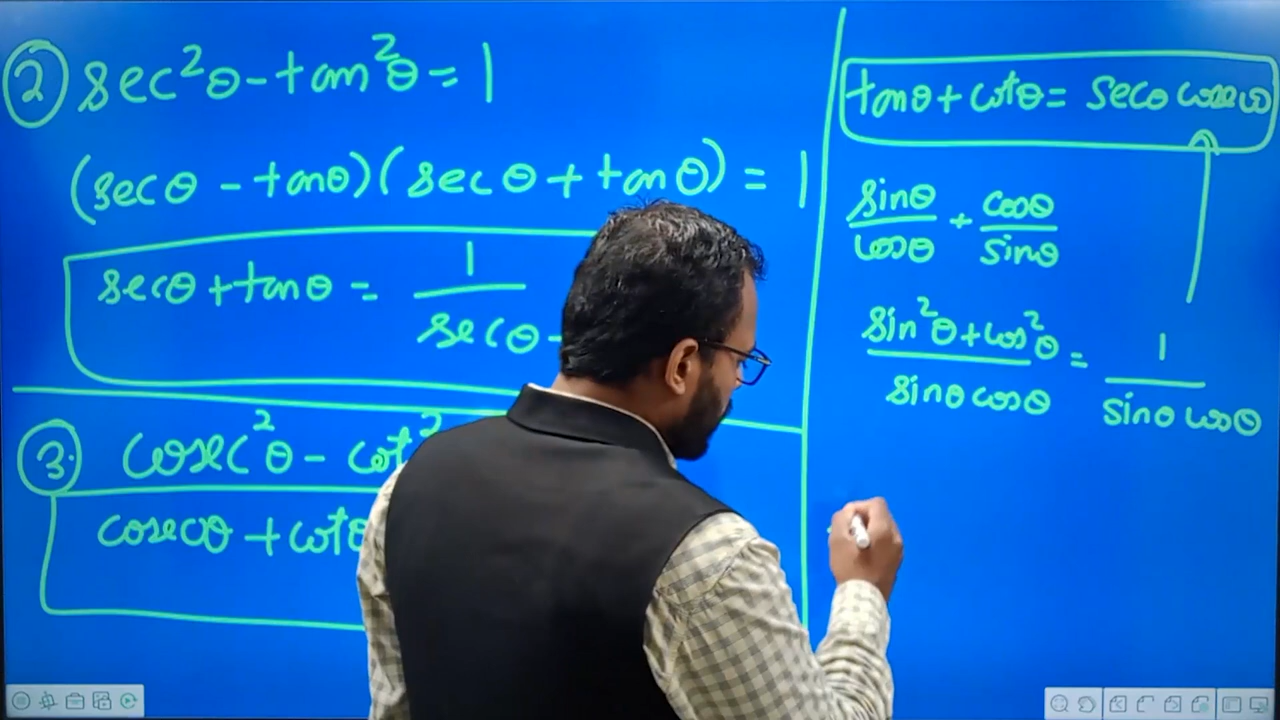 ② sec²θ - tan²θ = 1
(secθ - tanθ)(secθ + tanθ) = 1
secθ + tanθ = 1/secθ -
③ cosec²θ - cot²
cosecθ + cotθ
tanθ + cotθ = secθ cosecθ
sinθ/cosθ + cosθ/sinθ
sin²θ + cos²θ/sinθ cosθ = 1/sinθ cosθ